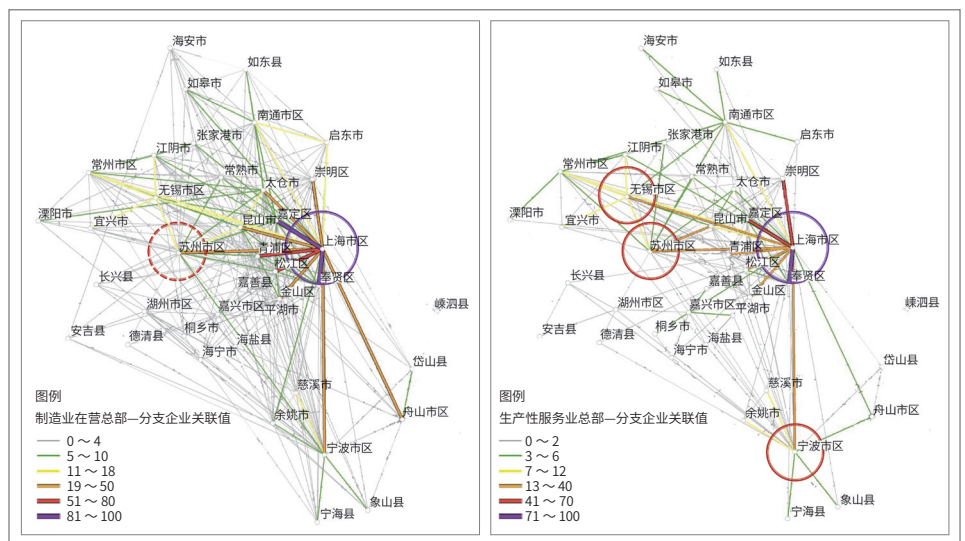 海安市
如东县
如皋市
南通市区
启东市
张家港市
江阴市
常州市区
常熟市
太仓市
崇明区
无锡市区
溧阳市
宜兴市
昆山市
嘉定区
上海市区
苏州市区
青浦区
松江区
奉贤区
长兴县
嘉善县
金山区
湖州市区
嘉兴市区
平湖市
嵊泗县
安吉县
德清县
桐乡市
海盐县
海宁市
岱山县
慈溪市
余姚市
舟山市区
宁波市区
象山县
宁海县
图例
制造业在营总部—分支企业关联值
0～4
5～10
11～18
19～50
51～80
81～100
海安市
如东县
如皋市
南通市区
启东市
张家港市
江阴市
常州市区
常熟市
太仓市
崇明区
无锡市区
溧阳市
宜兴市
昆山市
嘉定区
上海市区
苏州市区
青浦区
松江区
奉贤区
长兴县
嘉善县
金山区
湖州市区
嘉兴市区
平湖市
嵊泗县
安吉县
德清县
桐乡市
海盐县
海宁市
岱山县
慈溪市
余姚市
舟山市区
宁波市区
象山县
宁海县
图例
生产性服务业总部—分支企业关联值
0～2
3～6
7～12
13～40
41～70
71～100